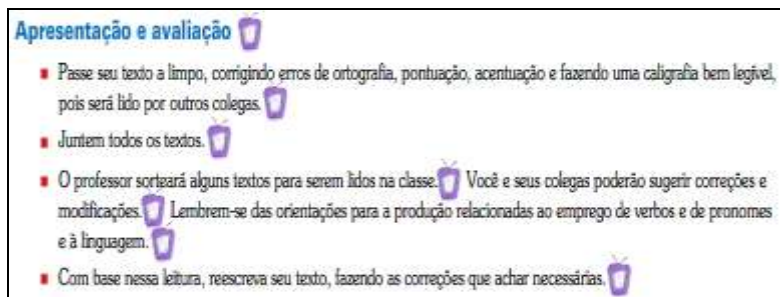 Apresentação e avaliação
Passe seu texto a limpo, corrigindo erros de ortografia, pontuação, acentuação e fazendo uma caligrafia bem legível,
pois será lido por outros colegas.
Juntem todos os textos.
O professor sorteará alguns textos para serem lidos na classe. Você e seus colegas poderão sugerir correções e
modificações. Lembrem-se das orientações para a produção relacionadas ao emprego de verbos e de pronomes
e à linguagem.
Com base nessa leitura, reescreva seu texto, fazendo as correções que achar necessárias.